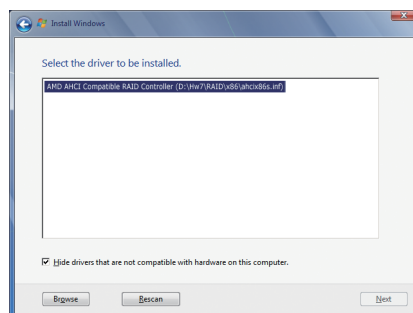 Install Windows
Select the driver to be installed.
AMD AHCI Compatible RAID Controller (D:\Hw7\RAID\x86\ahcix86s.inf)
Hide drivers that are not compatible with hardware on this computer.
Browse
Rescan
Next